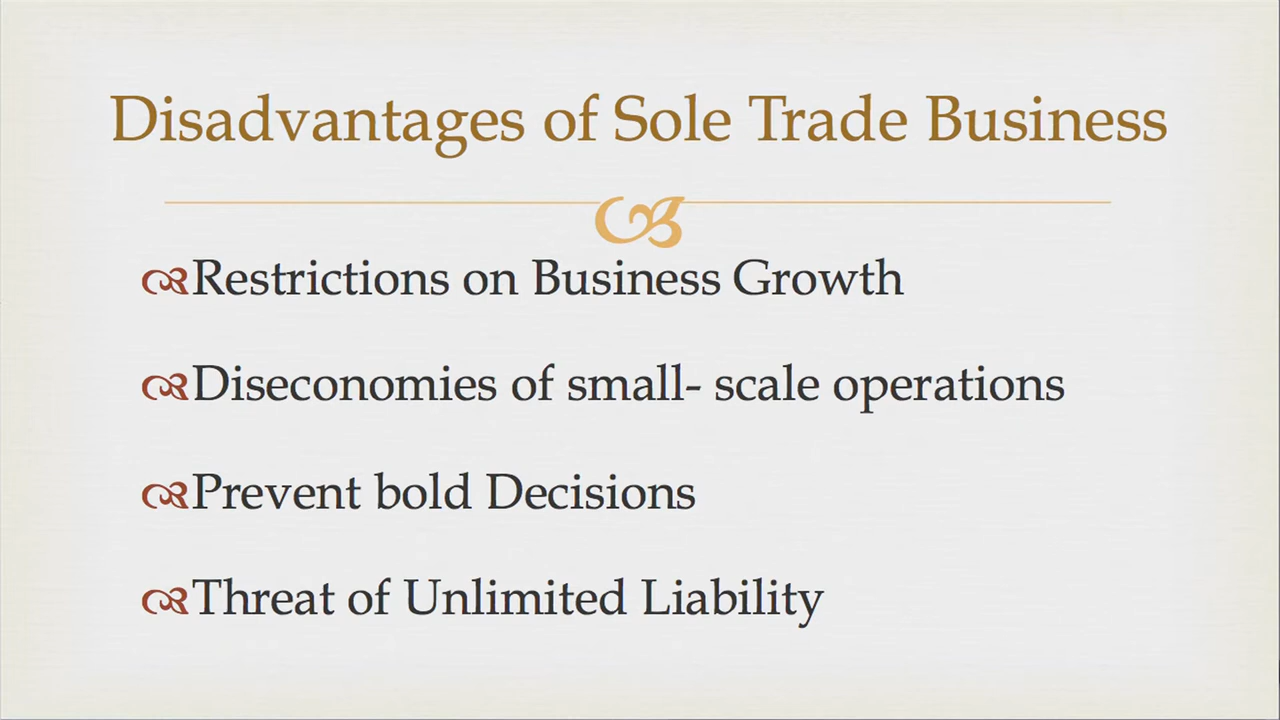 Disadvantages of Sole Trade Business
Restrictions on Business Growth
Diseconomies of small- scale operations
Prevent bold Decisions
Threat of Unlimited Liability